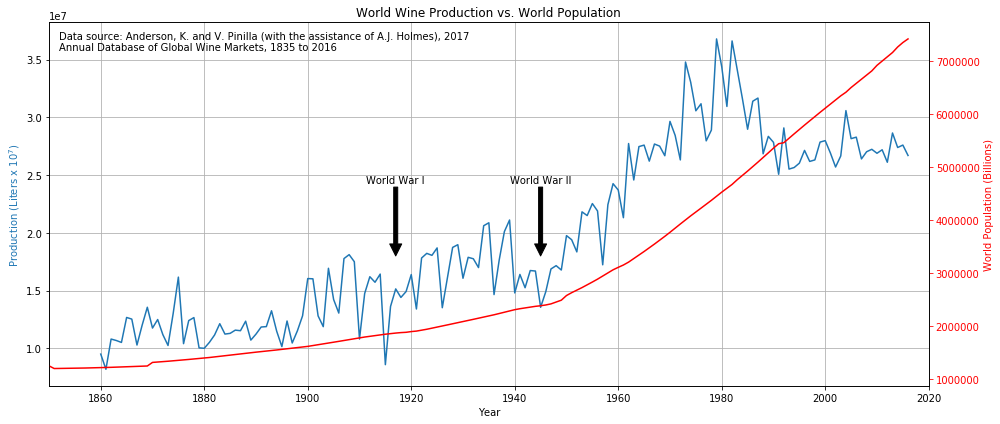 World Wine Production vs. World Population
1e7
Data source: Anderson, K. and V. Pinilla (with the assistance of A.J. Holmes), 2017
Annual Database of Global Wine Markets, 1835 to 2016
3.5
3.0
2.5
2.0
1.5
1.0
Production (Liters x 10^7)
World War I
World War II
7000000
6000000
5000000
4000000
3000000
2000000
1000000
World Population (Billions)
1860 1880 1900 1920 1940 1960 1980 2000 2020
Year